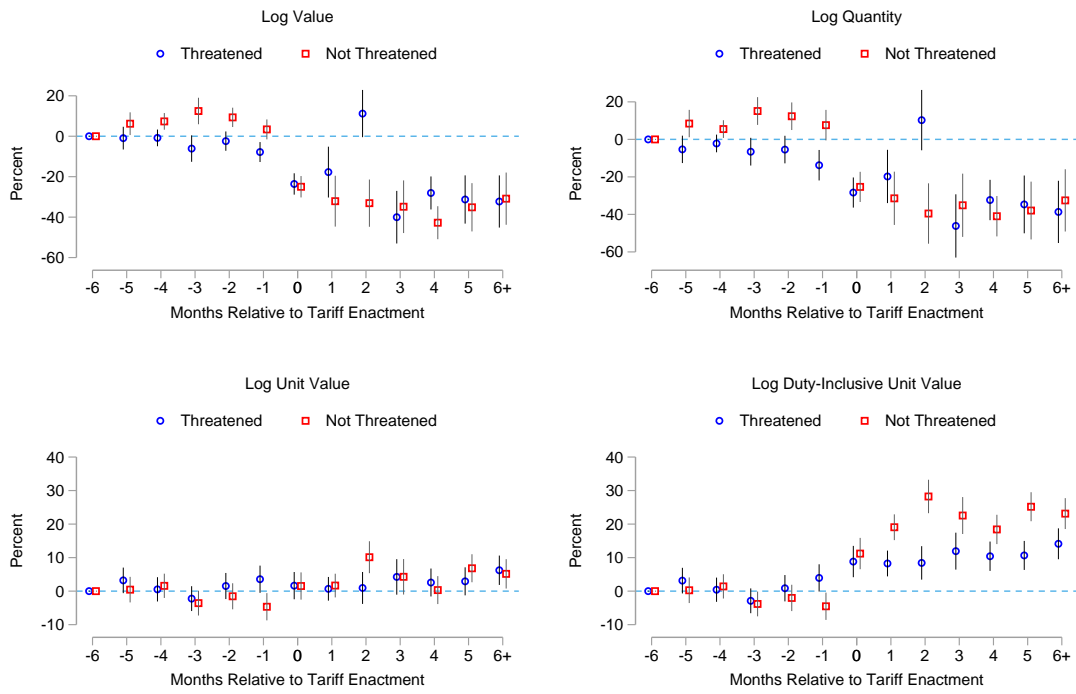 Log Value
Threatened Not Threatened
20
0
-20
-40
-60
Percent
-6 -5 -4 -3 -2 -1 0 1 2 3 4 5 6+
Months Relative to Tariff Enactment
Log Quantity
Threatened Not Threatened
20
0
-20
-40
-60
Percent
-6 -5 -4 -3 -2 -1 0 1 2 3 4 5 6+
Months Relative to Tariff Enactment
Log Unit Value
Threatened Not Threatened
40
30
20
10
0
-10
Percent
-6 -5 -4 -3 -2 -1 0 1 2 3 4 5 6+
Months Relative to Tariff Enactment
Log Duty-Inclusive Unit Value
Threatened Not Threatened
40
30
20
10
0
-10
Percent
-6 -5 -4 -3 -2 -1 0 1 2 3 4 5 6+
Months Relative to Tariff Enactment